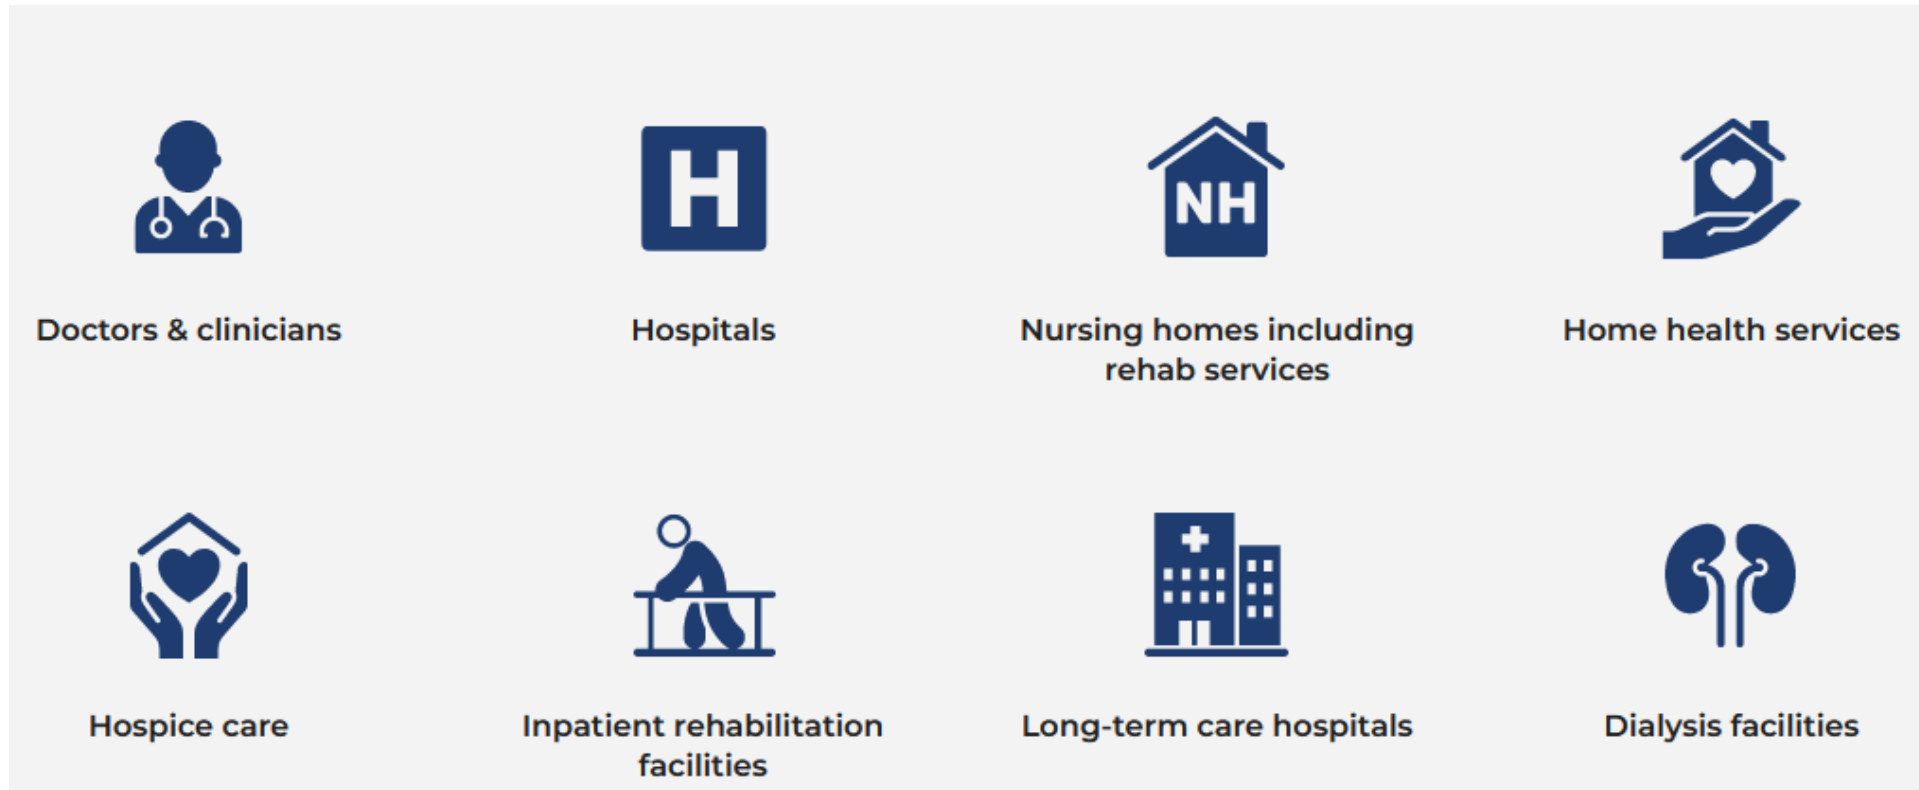 H
NH
Doctors & clinicians
Hospitals
Nursing homes including
rehab services
Home health services
Hospice care
Inpatient rehabilitation
facilities
Long-term care hospitals
Dialysis facilities